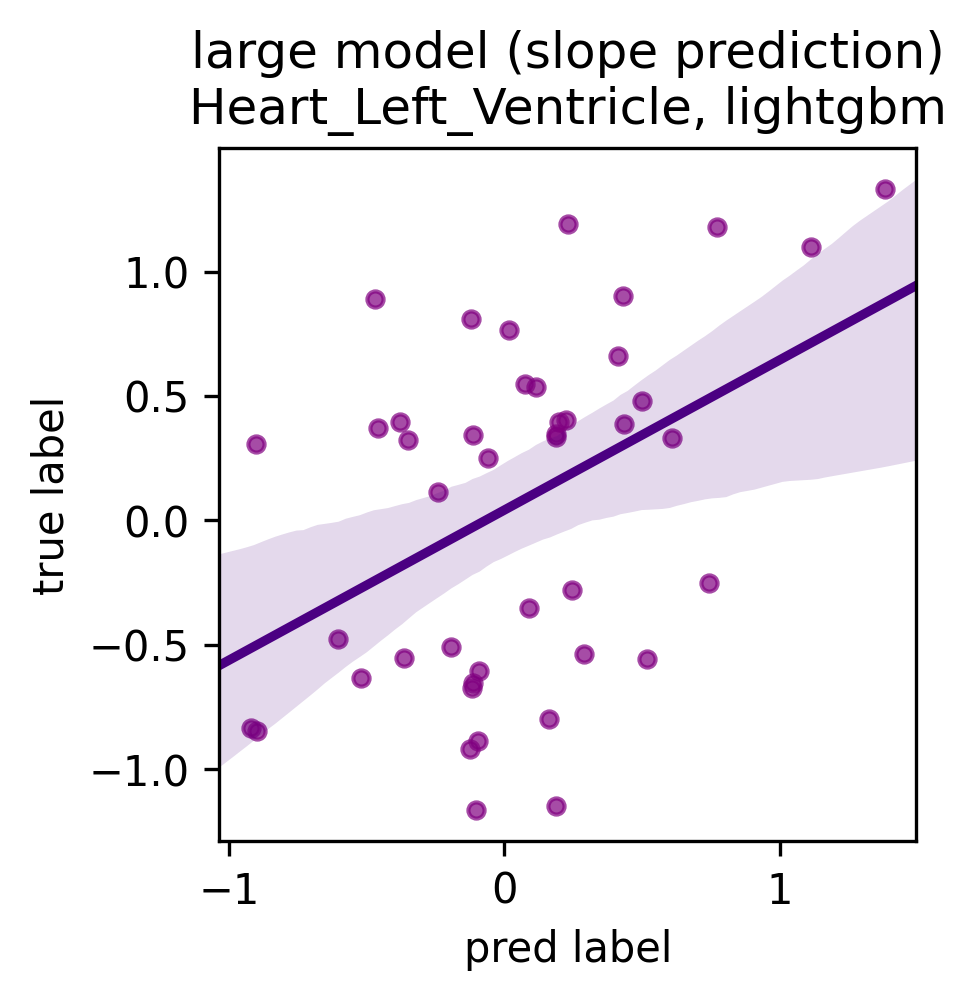 large model (slope prediction)
Heart_Left_Ventricle, lightgbm
1.0
0.5
0.0
−0.5
−1.0
true label
−1
0
1
pred label